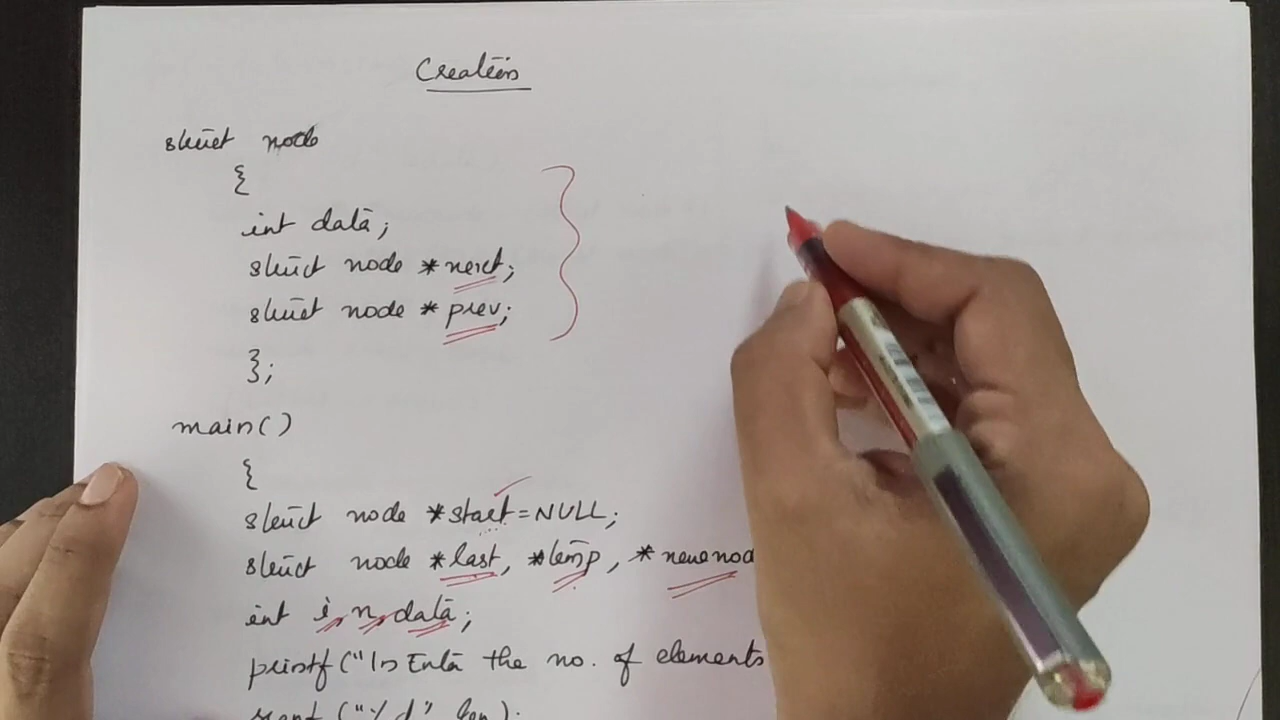 Creation
struct node
{
int data;
struct node *next;
struct node *prev;
};
main()
{
struct node *start=NULL;
struct node *last, *temp, *newnod
int i, n, data;
printf("\n Enter the no. of elements
scanf ("%d" &n);